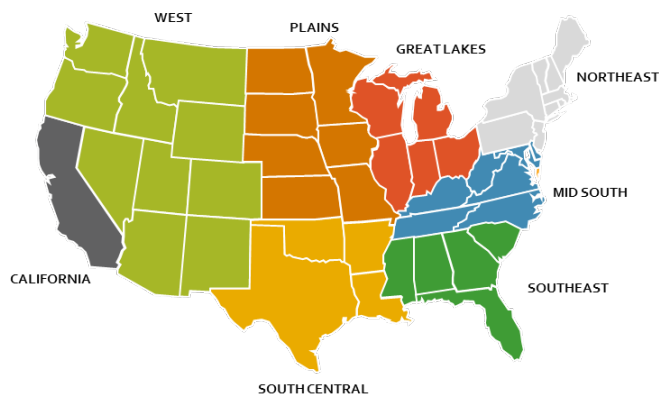 WEST
PLAINS
GREAT LAKES
NORTHEAST
MID SOUTH
CALIFORNIA
SOUTHEAST
SOUTH CENTRAL